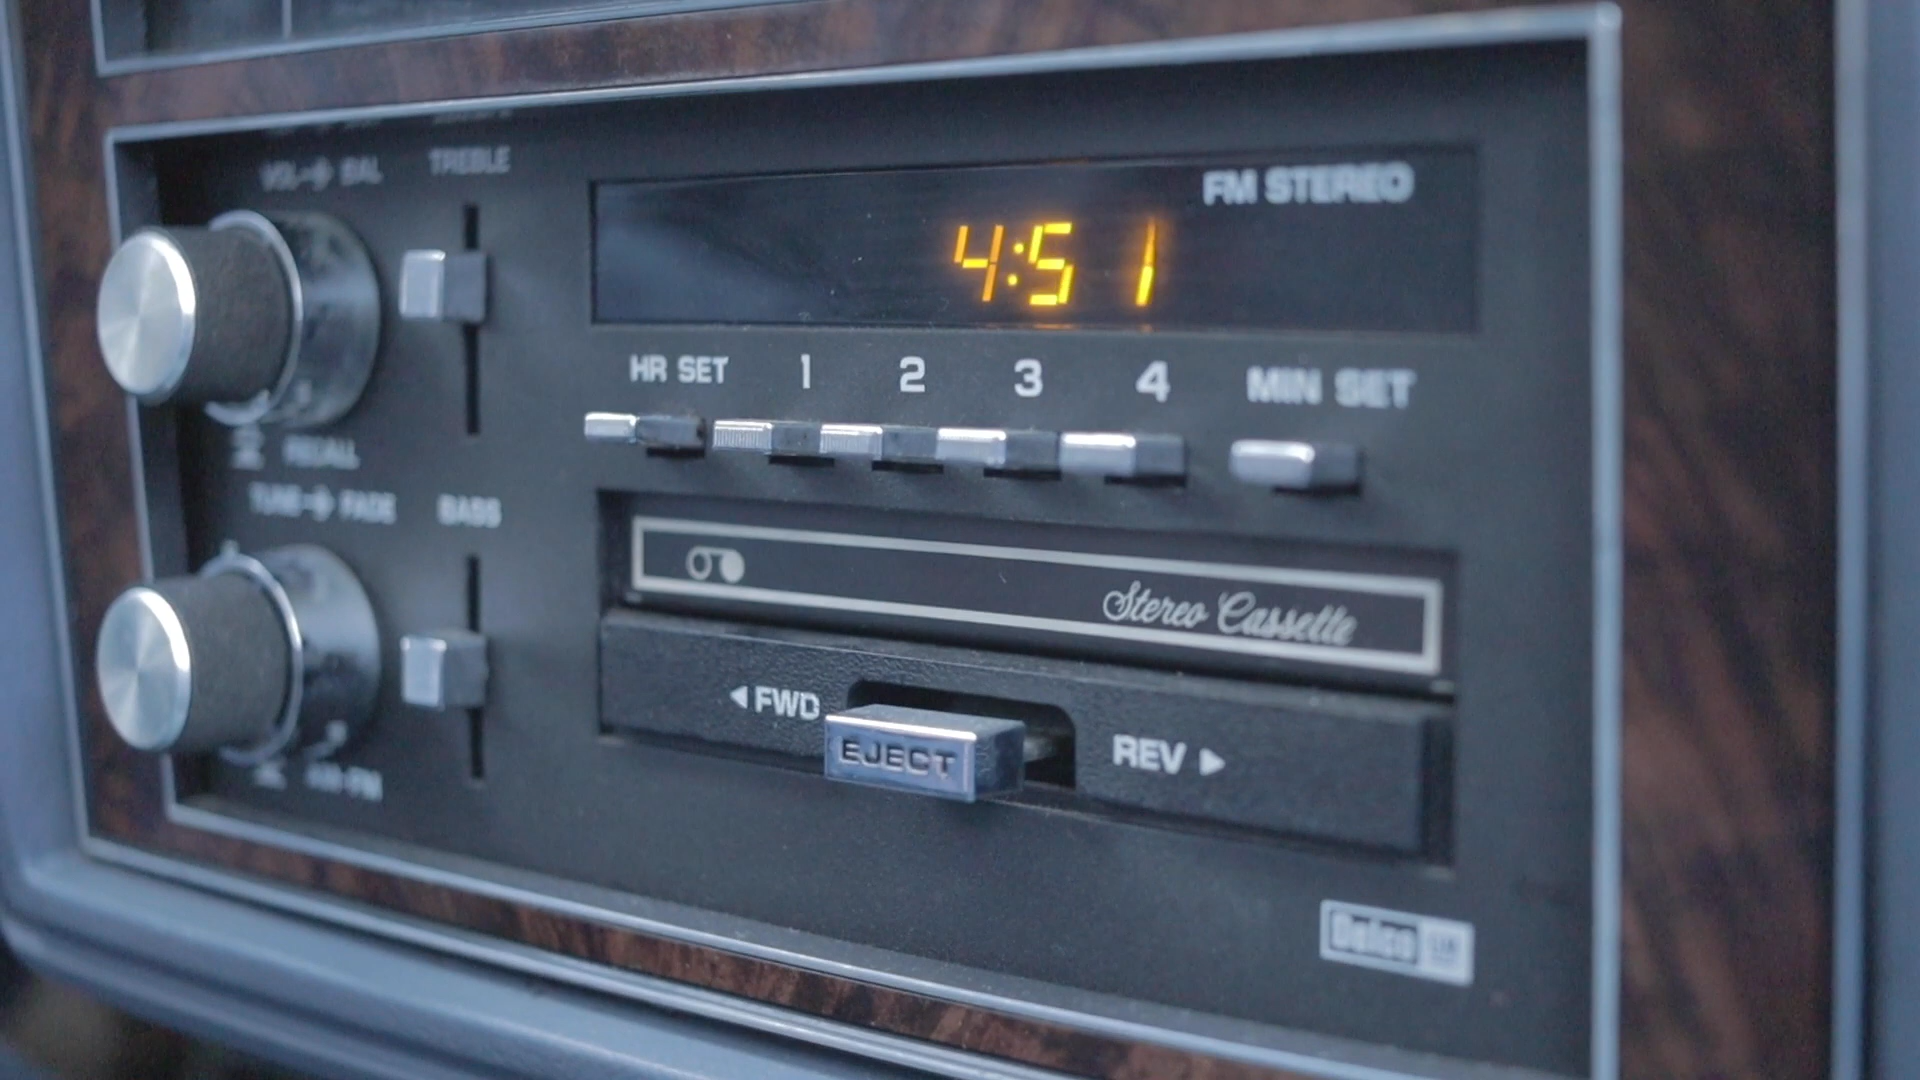 VOL→ BAL
TREBLE
FM STEREO
4:51
HR SET 1 2 3 4 MIN SET
RECALL
TUNE→ FADE
BASS
Stereo Cassette
◀ FWD
EJECT
REV ▶
AM-FM
Delco GM